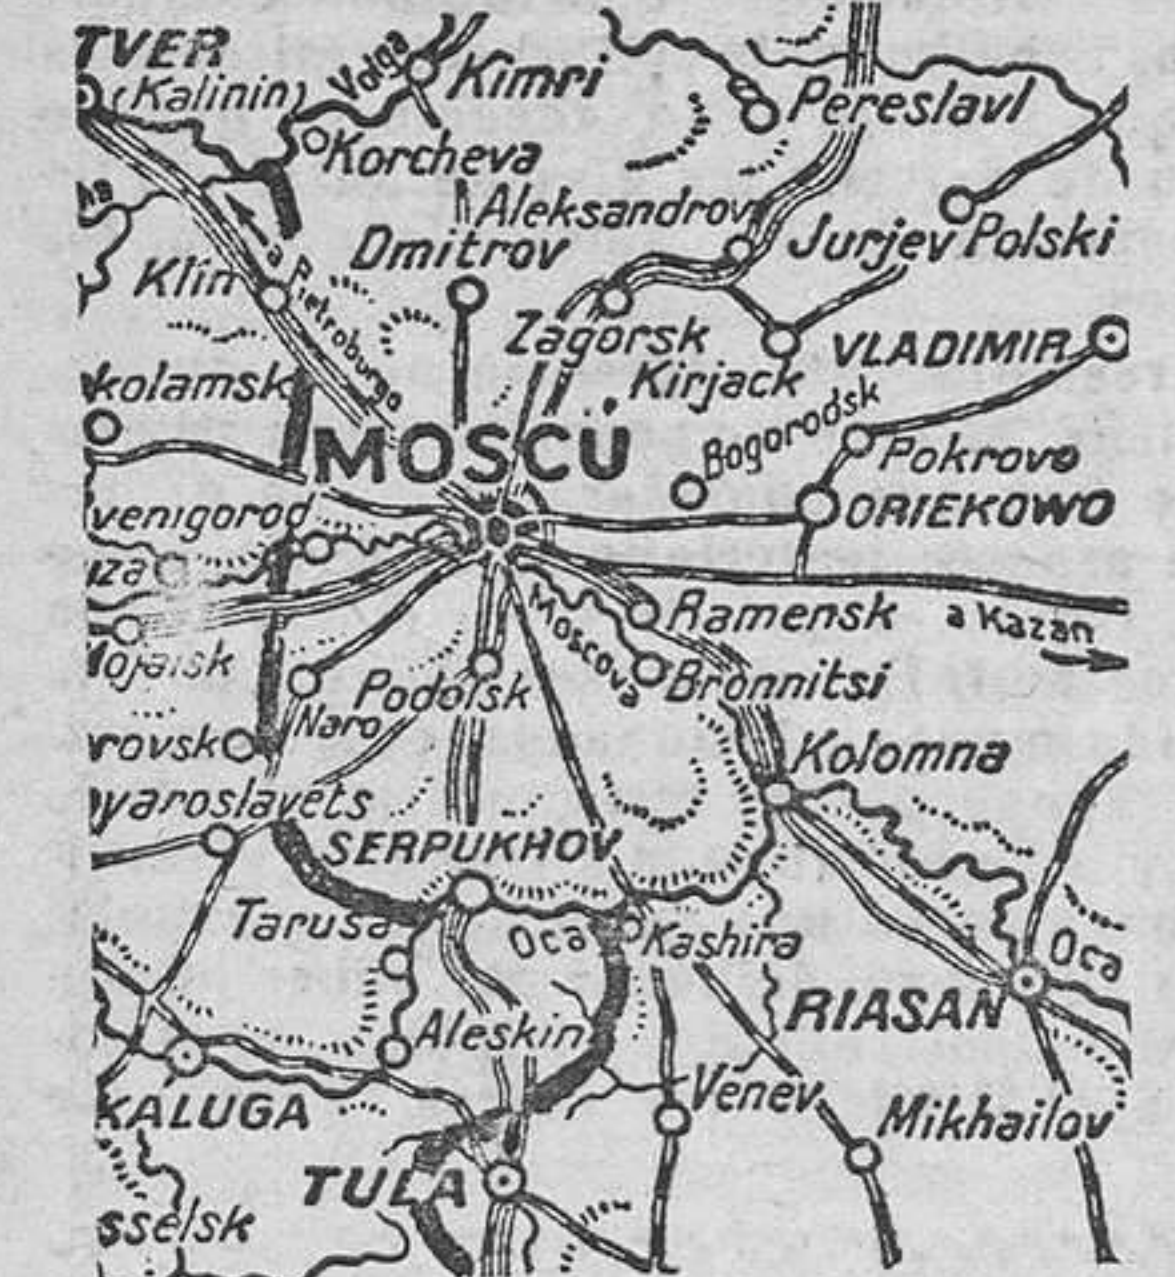 TVER
(Kalinin)
Volga
Kimri
Pereslavl
Korcheva
Aleksandrov
Jurjev Polski
Dmitrov
Klin
a Pietroburgo
Zagorsk
VLADIMIR
kolamsk
Kirjack
MOSCÜ
Bogorodsk
Pokrovo
ORIEKOWO
venigorod
uza
Moscova
Ramensk
a Kazan
Mojaisk
Podolsk
Bronnitsi
Naro
rovsk
Kolomna
yaroslavets
SERPUKHOV
Tarusa
Oca
Kashira
Oca
RIASAN
Aleskin
KALUGA
Venev
Mikhailov
TULA
sselsk